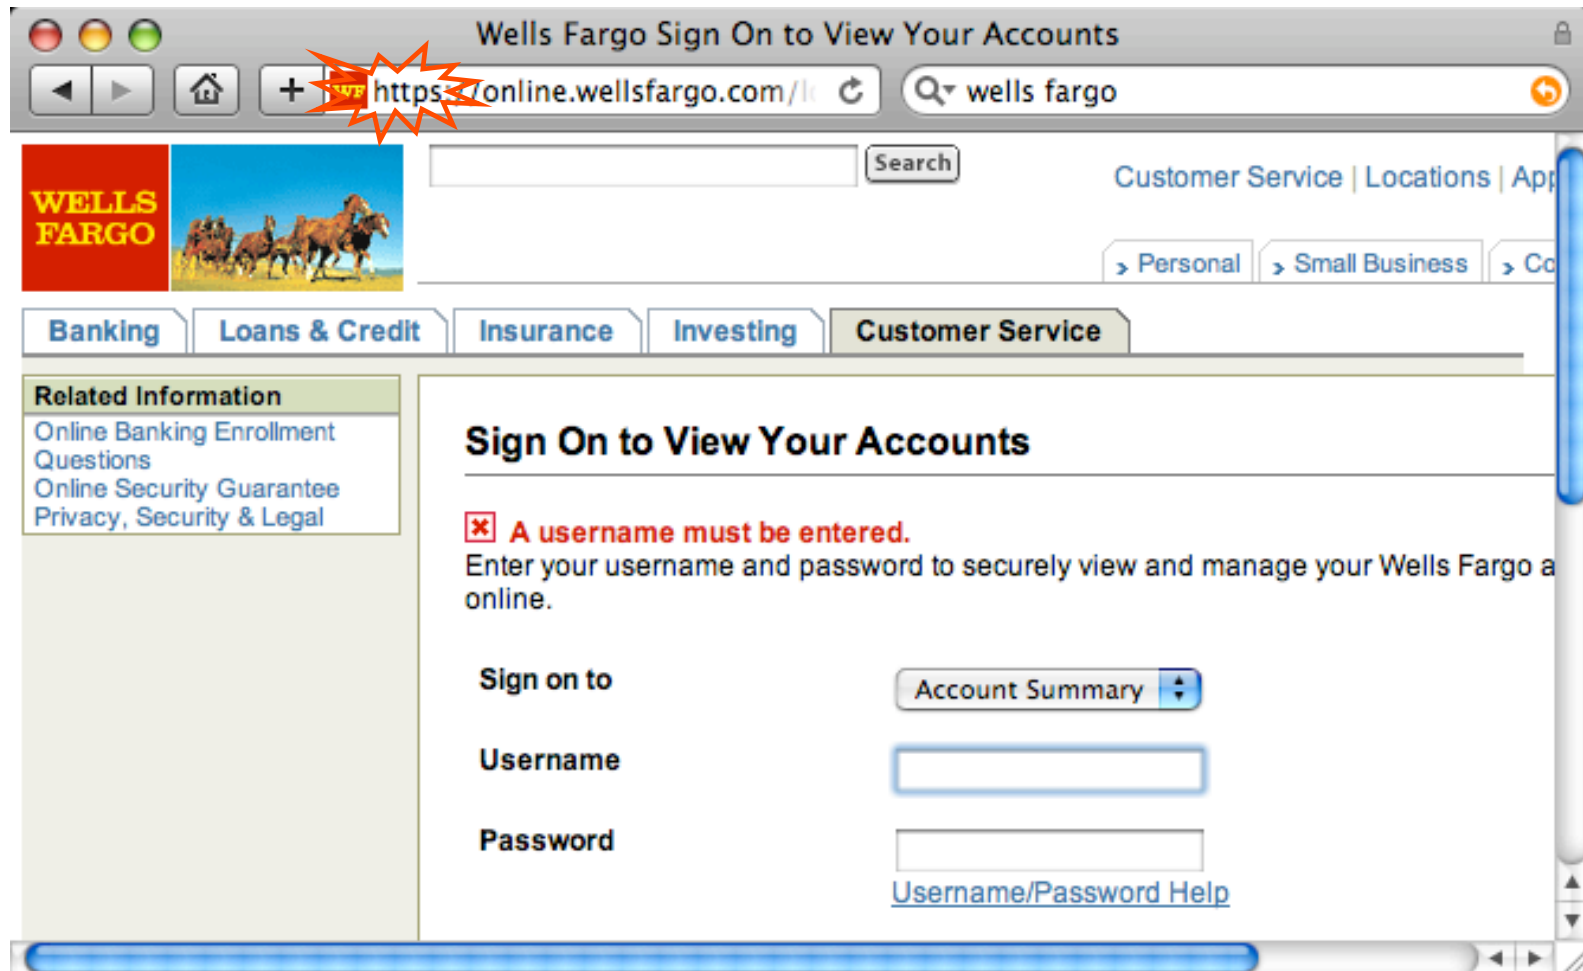 Wells Fargo Sign On to View Your Accounts
https://online.wellsfargo.com/l
wells fargo
WELLS
FARGO
Search
Customer Service | Locations | App
Personal
Small Business
Co
Banking
Loans & Credit
Insurance
Investing
Customer Service
Related Information
Online Banking Enrollment
Questions
Online Security Guarantee
Privacy, Security & Legal
Sign On to View Your Accounts
A username must be entered.
Enter your username and password to securely view and manage your Wells Fargo a
online.
Sign on to
Account Summary
Username
Password
Username/Password Help